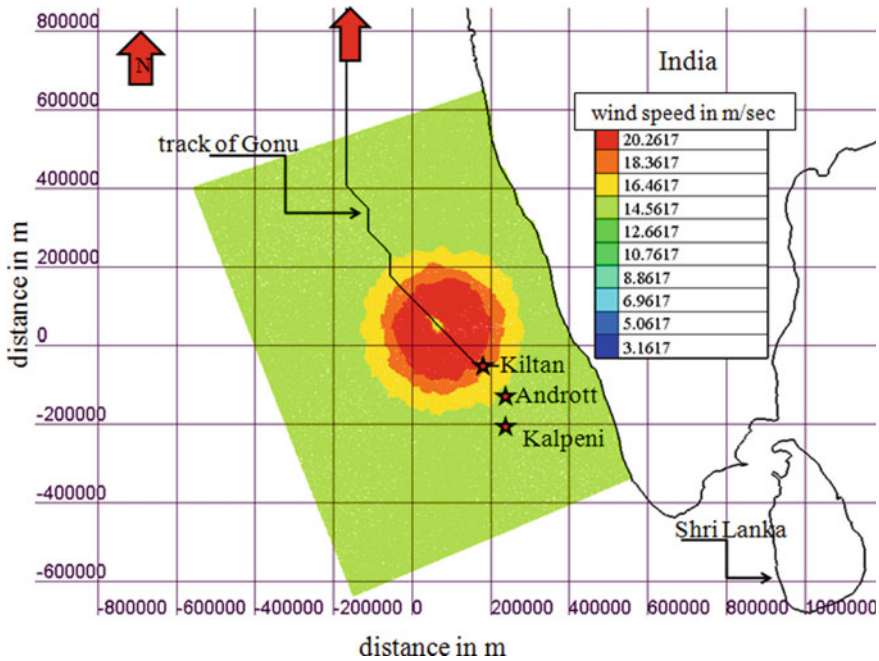 800000
600000
400000
200000
0
-200000
-400000
-600000
-800000 -600000 -400000 -200000 0 200000 400000 600000 800000 1000000
distance in m
distance in m
N
track of Gonu
India
wind speed in m/sec
20.2617
18.3617
16.4617
14.5617
12.6617
10.7617
8.8617
6.9617
5.0617
3.1617
Kiltan
Andrott
Kalpeni
Shri Lanka